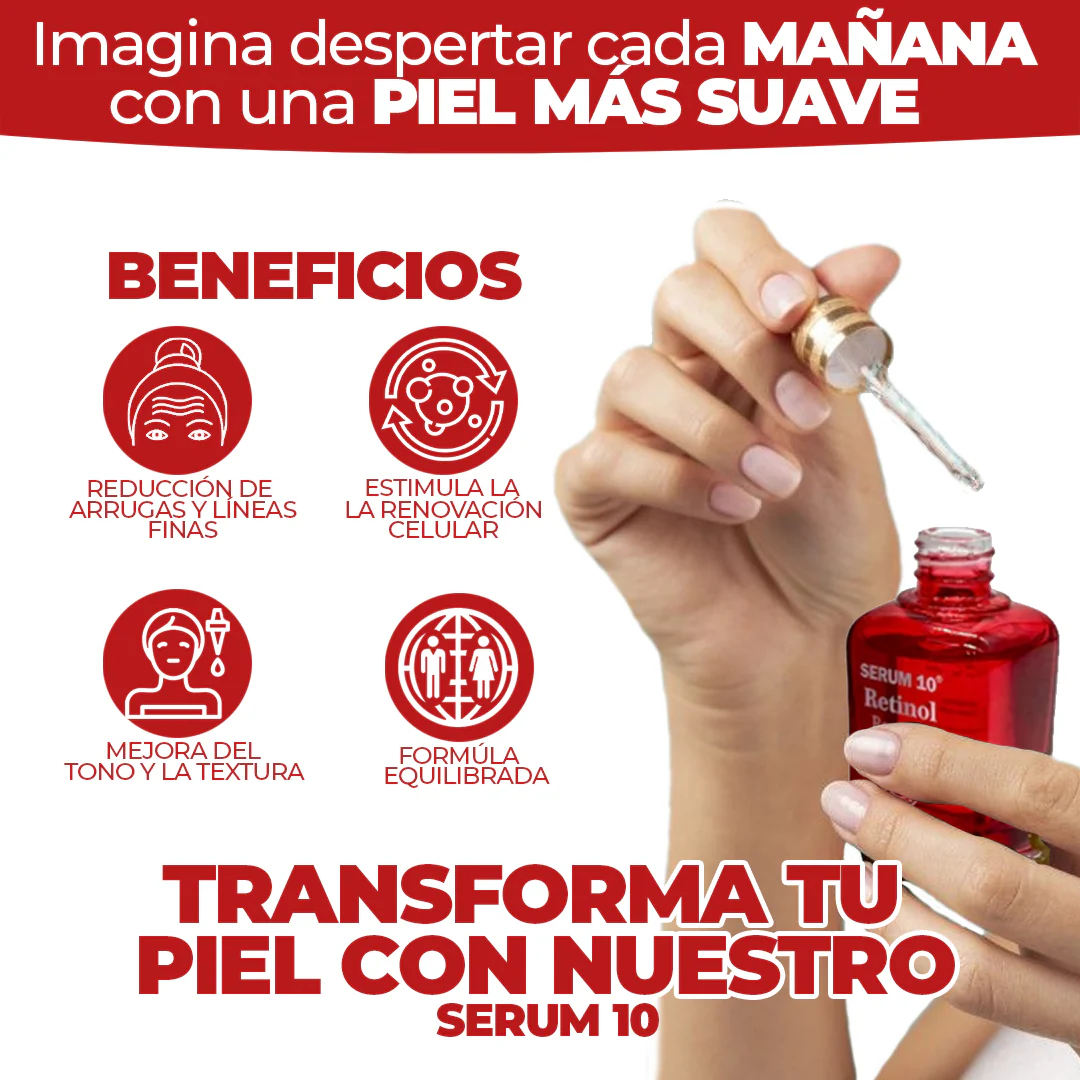 Imagina despertar cada MAÑANA
con una PIEL MÁS SUAVE
BENEFICIOS
REDUCCIÓN DE
ARRUGAS Y LÍNEAS
FINAS
ESTIMULA LA
LA RENOVACIÓN
CELULAR
MEJORA DEL
TONO Y LA TEXTURA
FORMÚLA
EQUILIBRADA
SERUM 10®
Retinol
TRANSFORMA TU
PIEL CON NUESTRO
SERUM 10